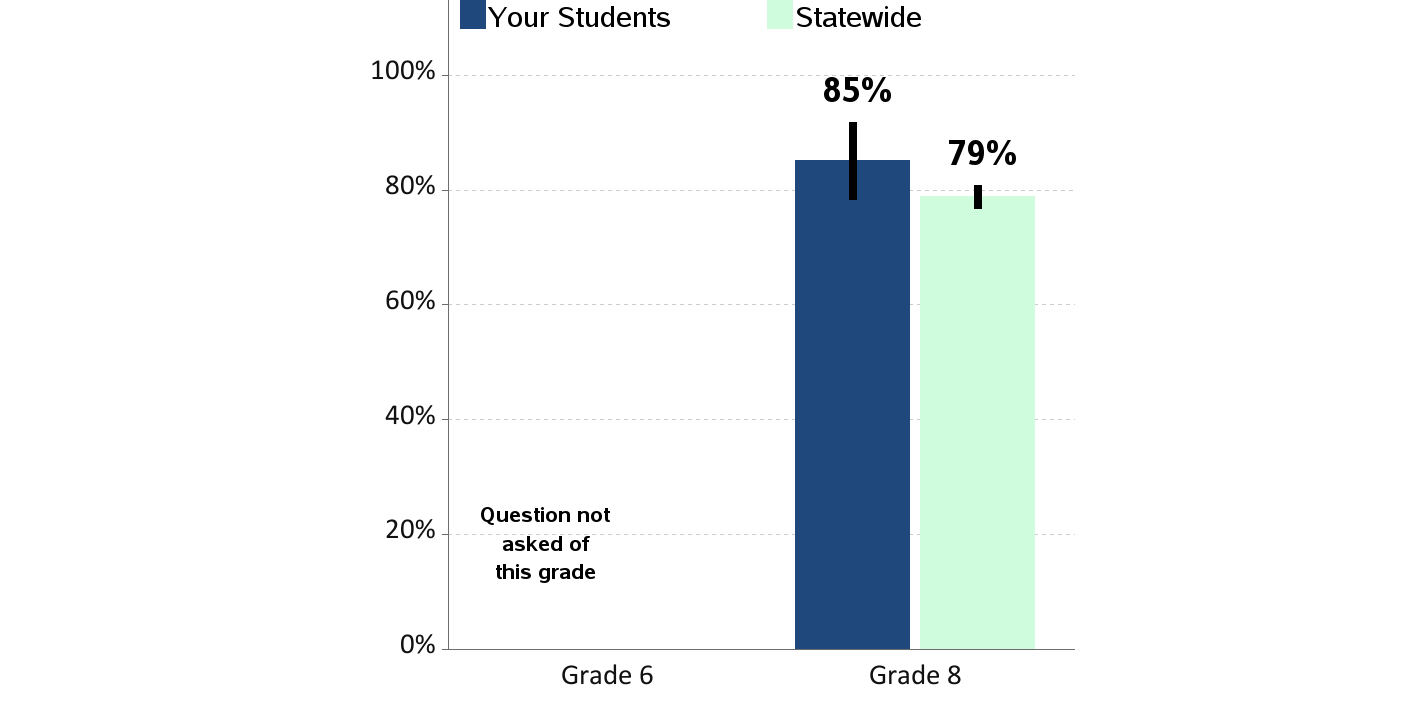 Your Students Statewide
100%
85%
79%
80%
60%
40%
Question not
20%
asked of
this grade
0%
Grade 6 Grade 8